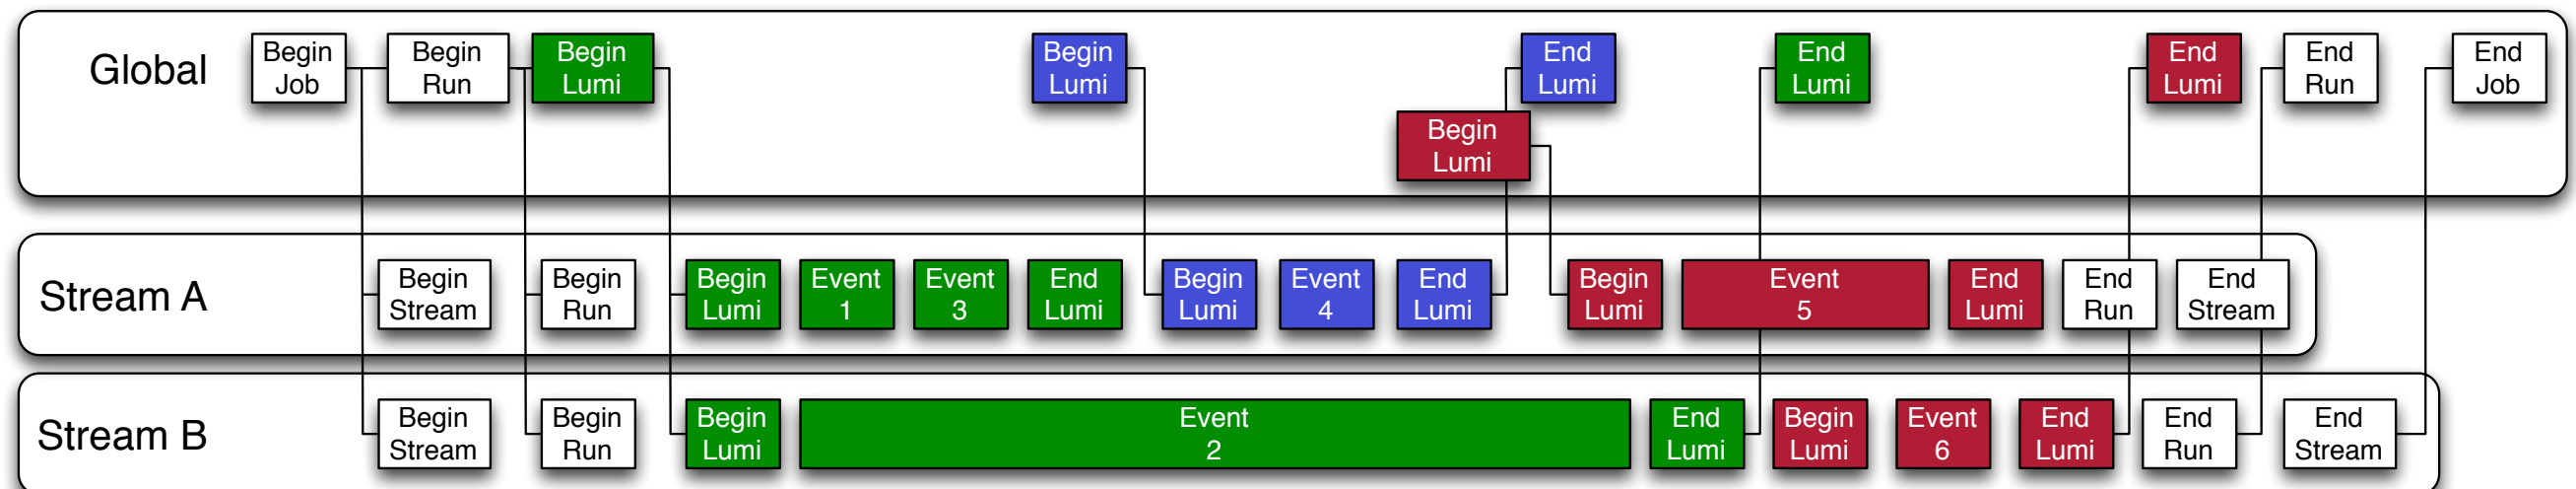 Global
Begin
Job
Begin
Run
Begin
Lumi
Begin
Lumi
End
Lumi
End
Lumi
End
Lumi
End
Run
End
Job
Begin
Lumi
Stream A
Begin
Stream
Begin
Run
Begin
Lumi
Event
1
Event
3
End
Lumi
Begin
Lumi
Event
4
End
Lumi
Begin
Lumi
Event
5
End
Lumi
End
Run
End
Stream
Stream B
Begin
Stream
Begin
Run
Begin
Lumi
Event
2
End
Lumi
Begin
Lumi
Event
6
End
Lumi
End
Run
End
Stream